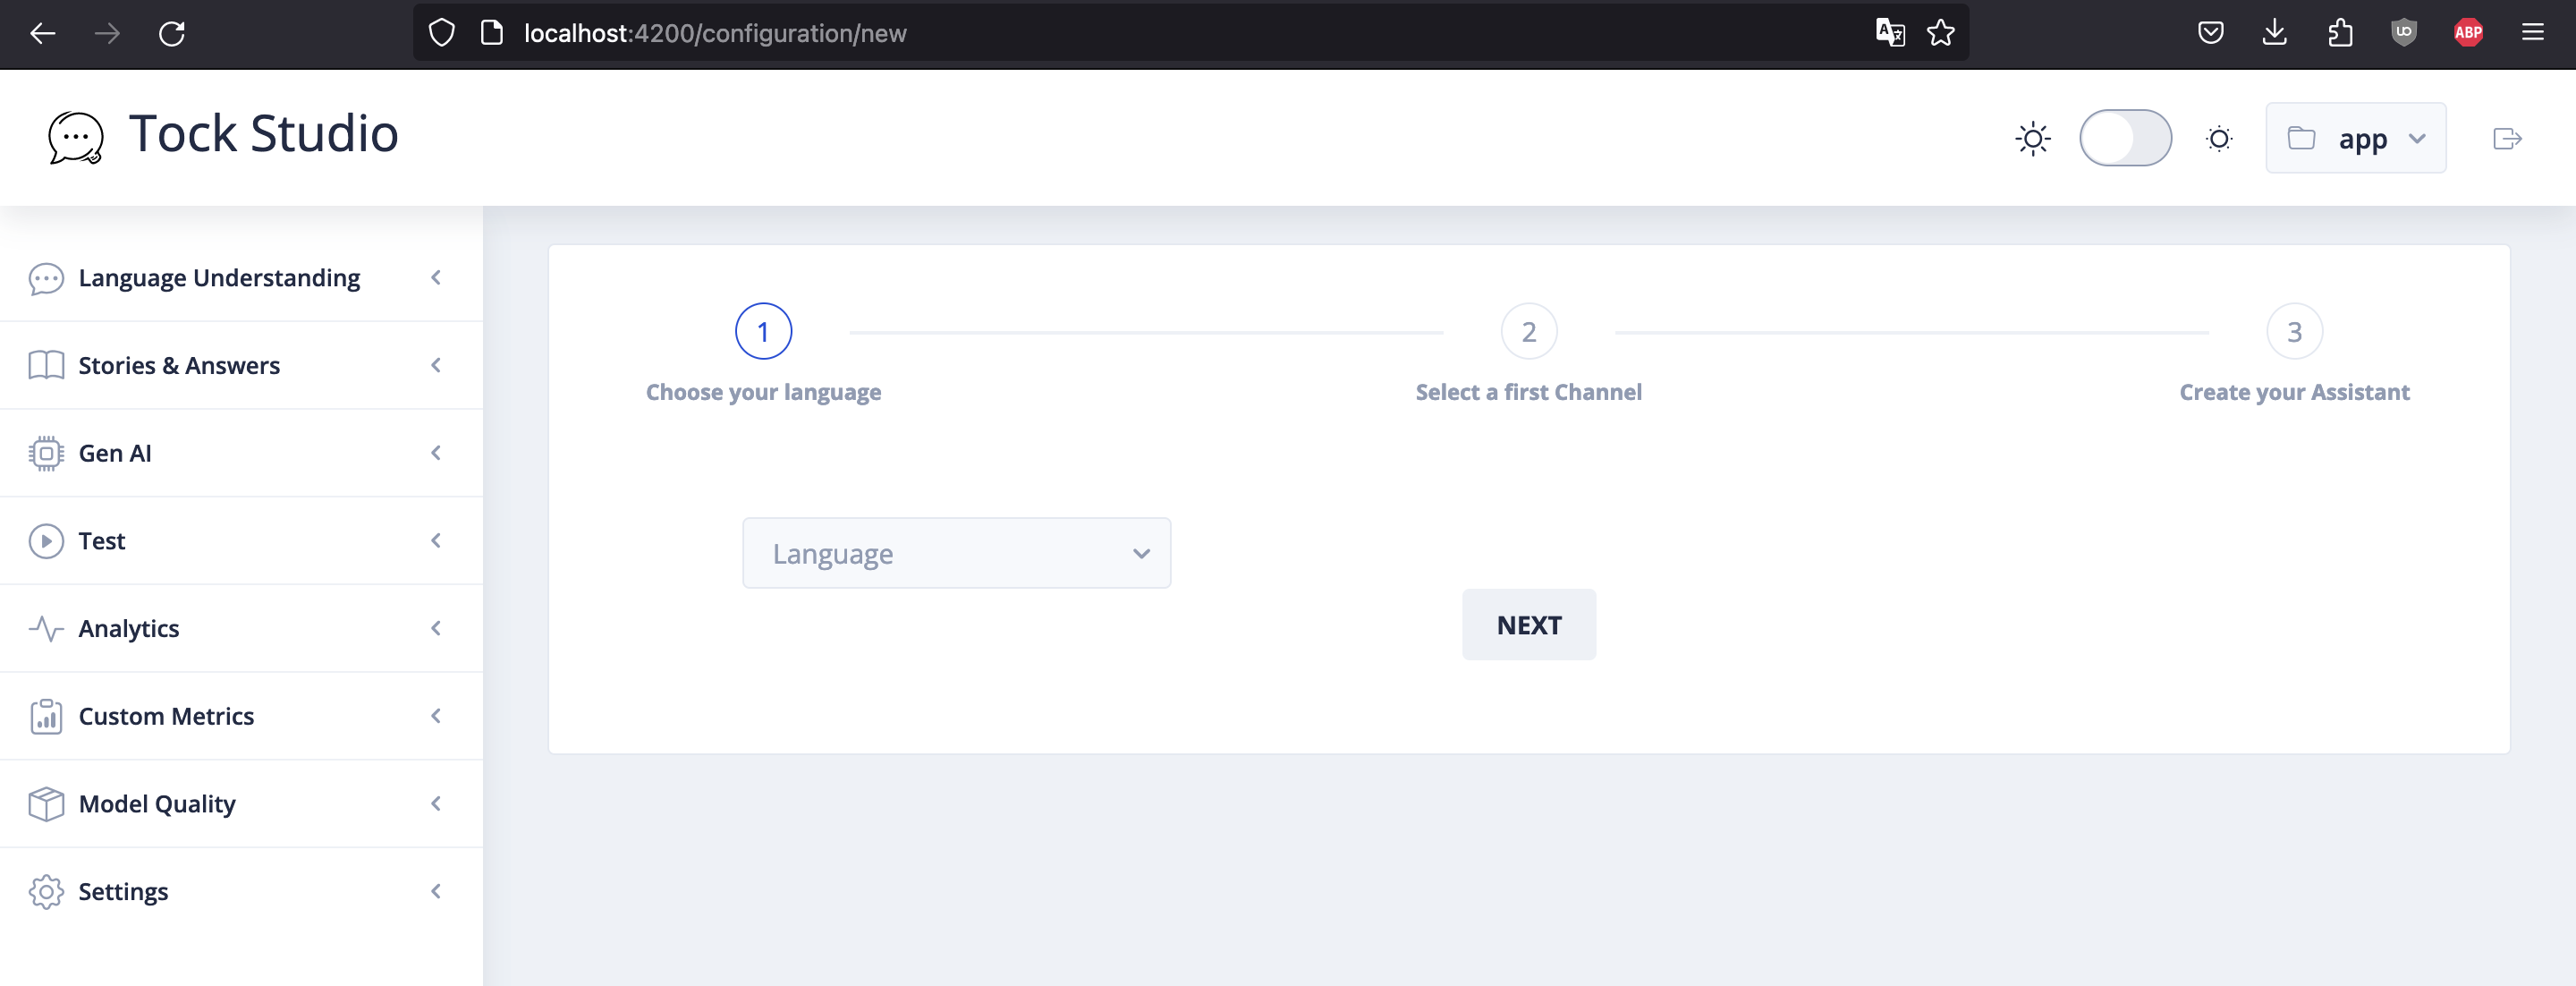 localhost:4200/configuration/new
ABP
Tock Studio
app
Language Understanding
Stories & Answers
Gen AI
Test
Analytics
Custom Metrics
Model Quality
Settings
1
2
3
Choose your language
Select a first Channel
Create your Assistant
Language
NEXT